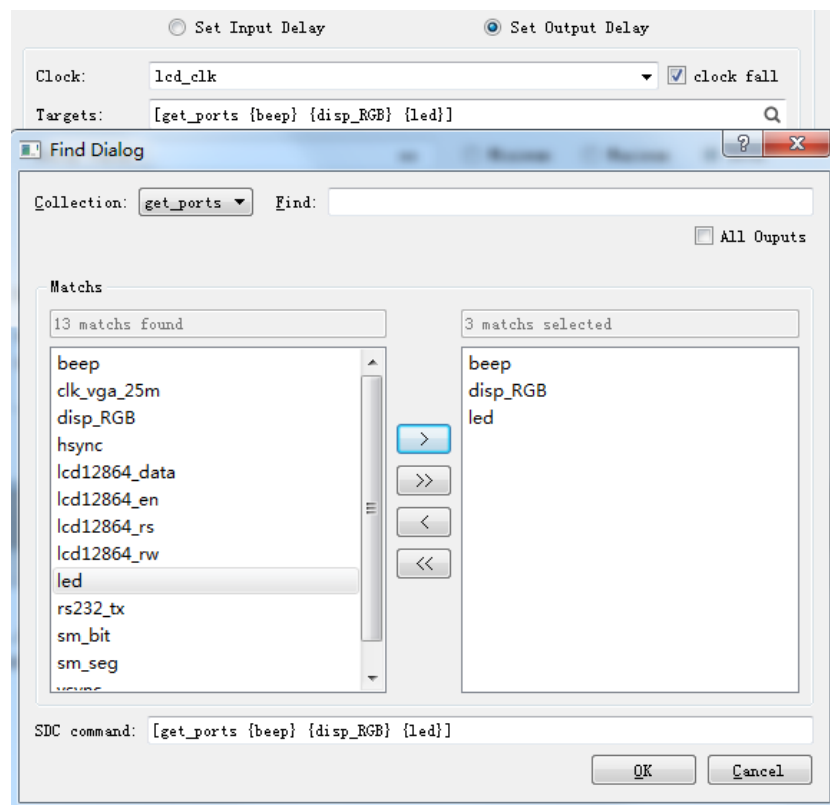 Set Input Delay Set Output Delay
Clock: lcd_clk clock fall
Targets: [get_ports {beep} {disp_RGB} {led}]
Find Dialog
Collection: get_ports Find:
All Ouputs
Matchs
13 matchs found 3 matchs selected
beep beep
clk_vga_25m disp_RGB
disp_RGB led
hsync
lcd12864_data
lcd12864_en
lcd12864_rs
lcd12864_rw
led
rs232_tx
sm_bit
sm_seg
vsync
>
>>
<
<<
SDC command: [get_ports {beep} {disp_RGB} {led}]
OK Cancel